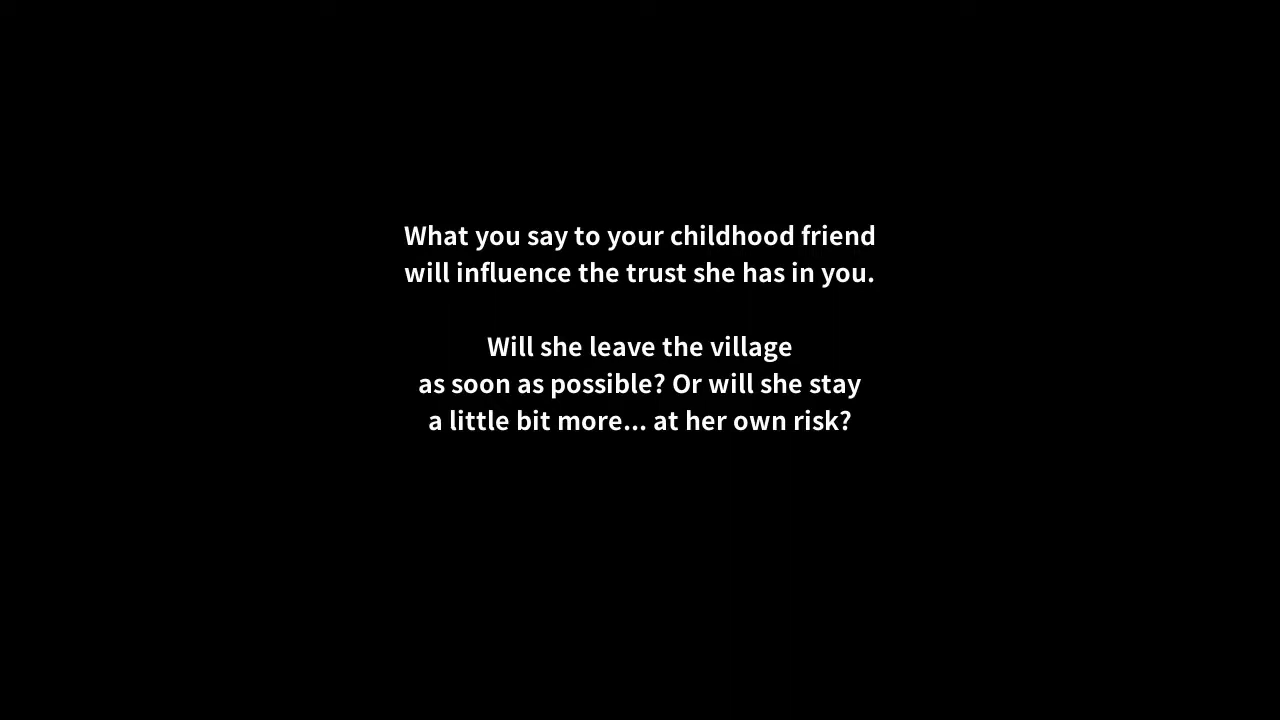 What you say to your childhood friend
will influence the trust she has in you.
Will she leave the village
as soon as possible? Or will she stay
a little bit more... at her own risk?